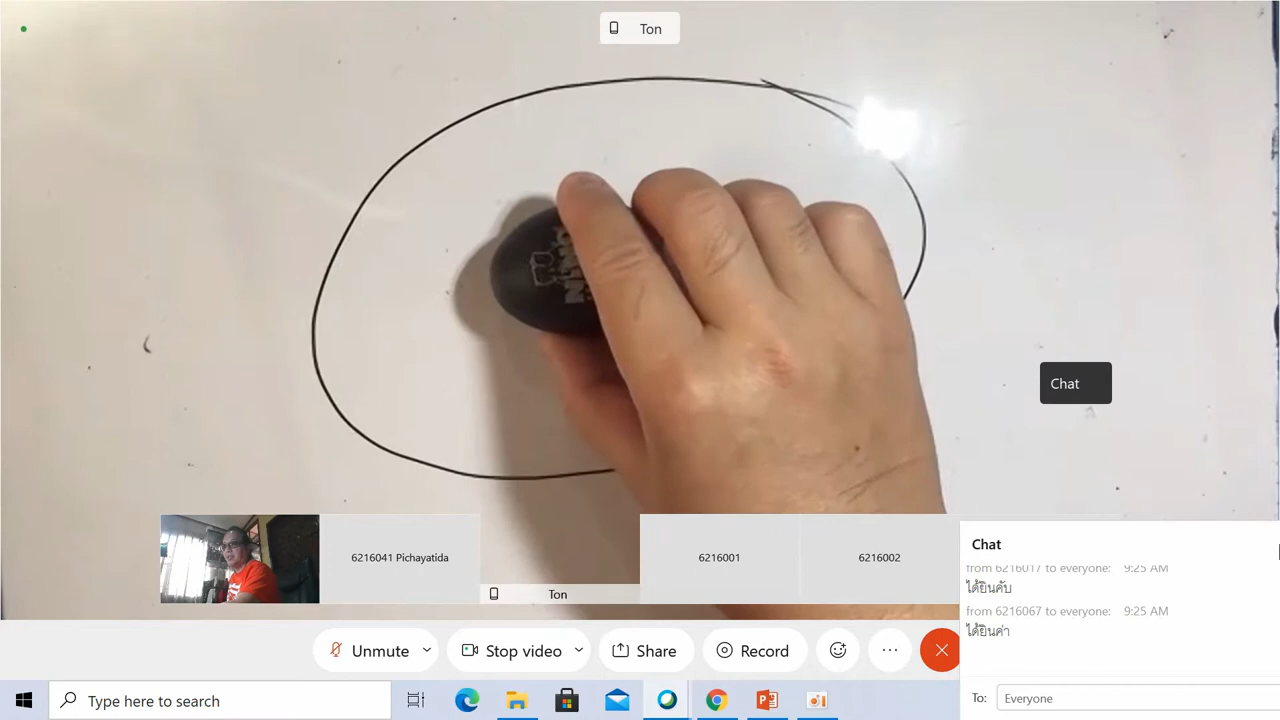 Ton
Chat
6216041 Pichayatida
Ton
6216001
6216002
Chat
from 6216017 to everyone: 9:25 AM
ได้ยินคับ
from 6216067 to everyone: 9:25 AM
ได้ยินค่า
Unmute
Stop video
Share
Record
To: Everyone
Type here to search